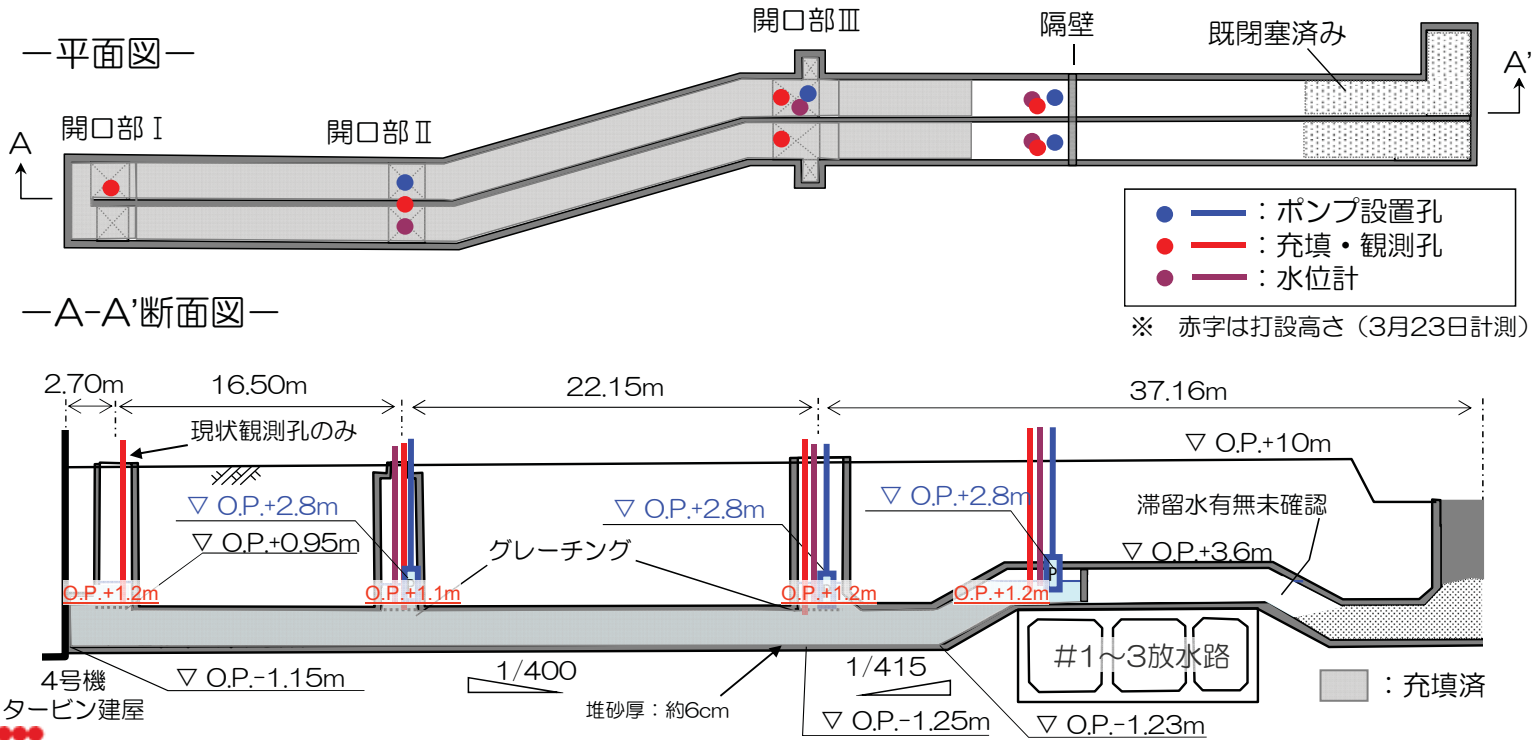 ―平面図―
開口部Ⅲ
隔壁
既閉塞済み
A'
A
開口部Ⅰ
開口部Ⅱ
：ポンプ設置孔
：充填・観測孔
：水位計
※　赤字は打設高さ（3月23日計測）
―A-A'断面図―
2.70m
16.50m
22.15m
37.16m
現状観測孔のみ
▽ O.P.+10m
▽ O.P.+2.8m
▽ O.P.+2.8m
▽ O.P.+2.8m
滞留水有無未確認
▽ O.P.+0.95m
グレーチング
▽ O.P.+3.6m
P
O.P.+1.2m
O.P.+1.1m
O.P.+1.2m
O.P.+1.2m
#1～3放水路
4号機
タービン建屋
▽ O.P.-1.15m
1/400
堆砂厚：約6cm
1/415
▽ O.P.-1.25m
▽ O.P.-1.23m
：充填済